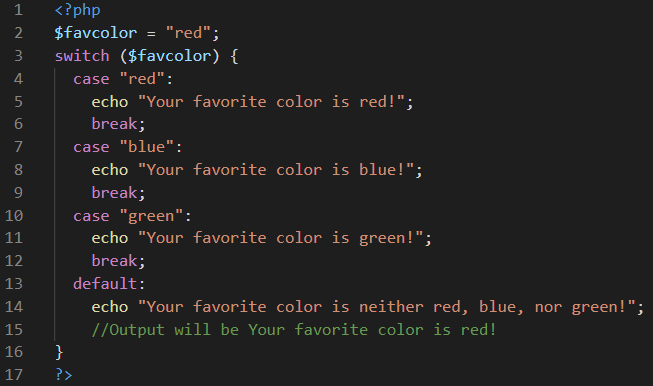 1 <?php
2 $favcolor = "red";
3 switch ($favcolor) {
4 case "red":
5 echo "Your favorite color is red!";
6 break;
7 case "blue":
8 echo "Your favorite color is blue!";
9 break;
10 case "green":
11 echo "Your favorite color is green!";
12 break;
13 default:
14 echo "Your favorite color is neither red, blue, nor green!";
15 //Output will be Your favorite color is red!
16 }
17 ?>